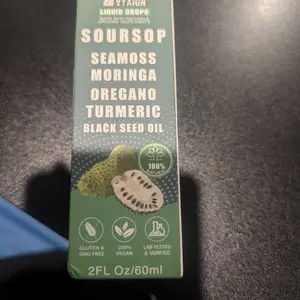 LIQUID DROPS
SOURSOP
SEAMOSS
MORINGA
OREGANO
TURMERIC
BLACK SEED OIL
100%
GLUTEN &
GMO FREE
100%
VEGAN
LAB-TESTED
& VERIFIED
2FL Oz/60ml